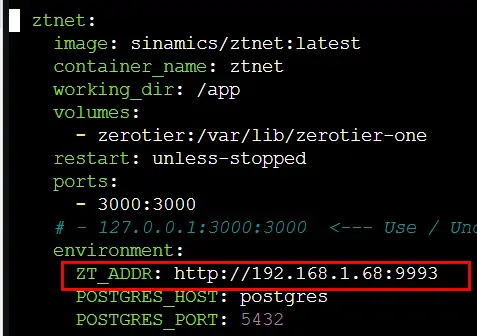 ztnet:
image: sinamics/ztnet:latest
container_name: ztnet
working_dir: /app
volumes:
- zerotier:/var/lib/zerotier-one
restart: unless-stopped
ports:
- 3000:3000
# - 127.0.0.1:3000:3000 <--- Use / Unc
environment:
ZT_ADDR: http://192.168.1.68:9993
POSTGRES_HOST: postgres
POSTGRES_PORT: 5432